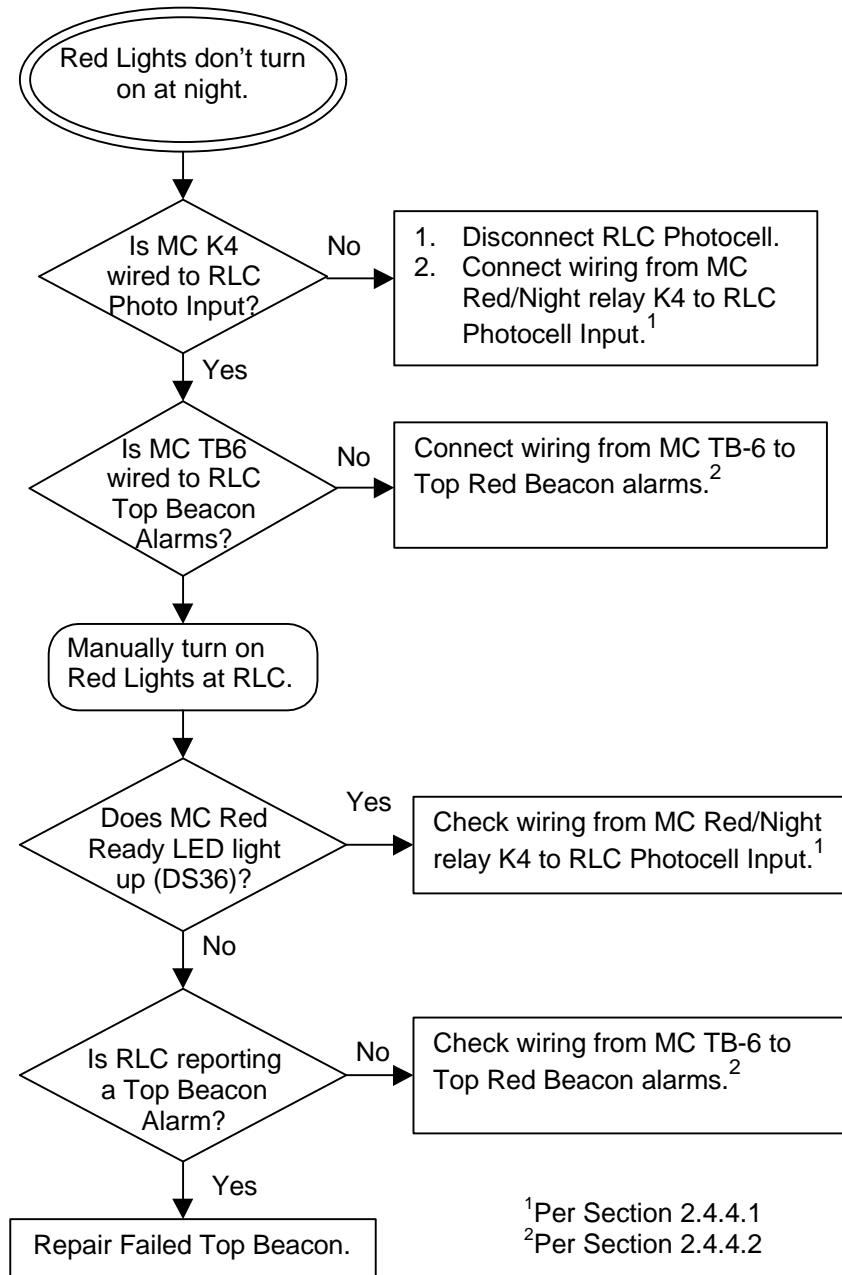 Red Lights don’t turn
on at night.
Is MC K4
wired to RLC
Photo Input?
No
1. Disconnect RLC Photocell.
2. Connect wiring from MC
Red/Night relay K4 to RLC
Photocell Input.1
Yes
Is MC TB6
wired to RLC
Top Beacon
Alarms?
No
Connect wiring from MC TB-6 to
Top Red Beacon alarms.2
Manually turn on
Red Lights at RLC.
Does MC Red
Ready LED light
up (DS36)?
Yes
Check wiring from MC Red/Night
relay K4 to RLC Photocell Input.1
No
Is RLC reporting
a Top Beacon
Alarm?
No
Check wiring from MC TB-6 to
Top Red Beacon alarms.2
Yes
Repair Failed Top Beacon.
1Per Section 2.4.4.1
2Per Section 2.4.4.2